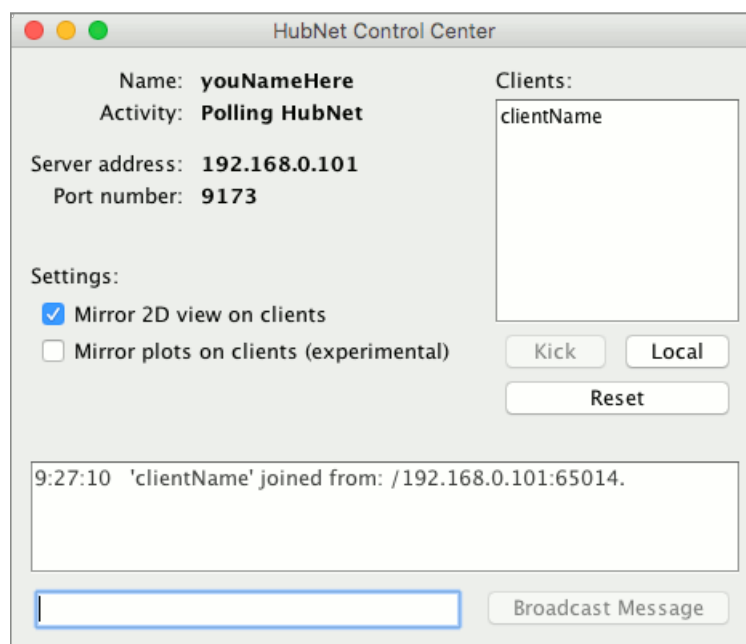 HubNet Control Center
Name: youNameHere
Activity: Polling HubNet
Server address: 192.168.0.101
Port number: 9173
Clients:
clientName
Settings:
Mirror 2D view on clients
Mirror plots on clients (experimental)
Kick
Local
Reset
9:27:10 'clientName' joined from: /192.168.0.101:65014.
Broadcast Message